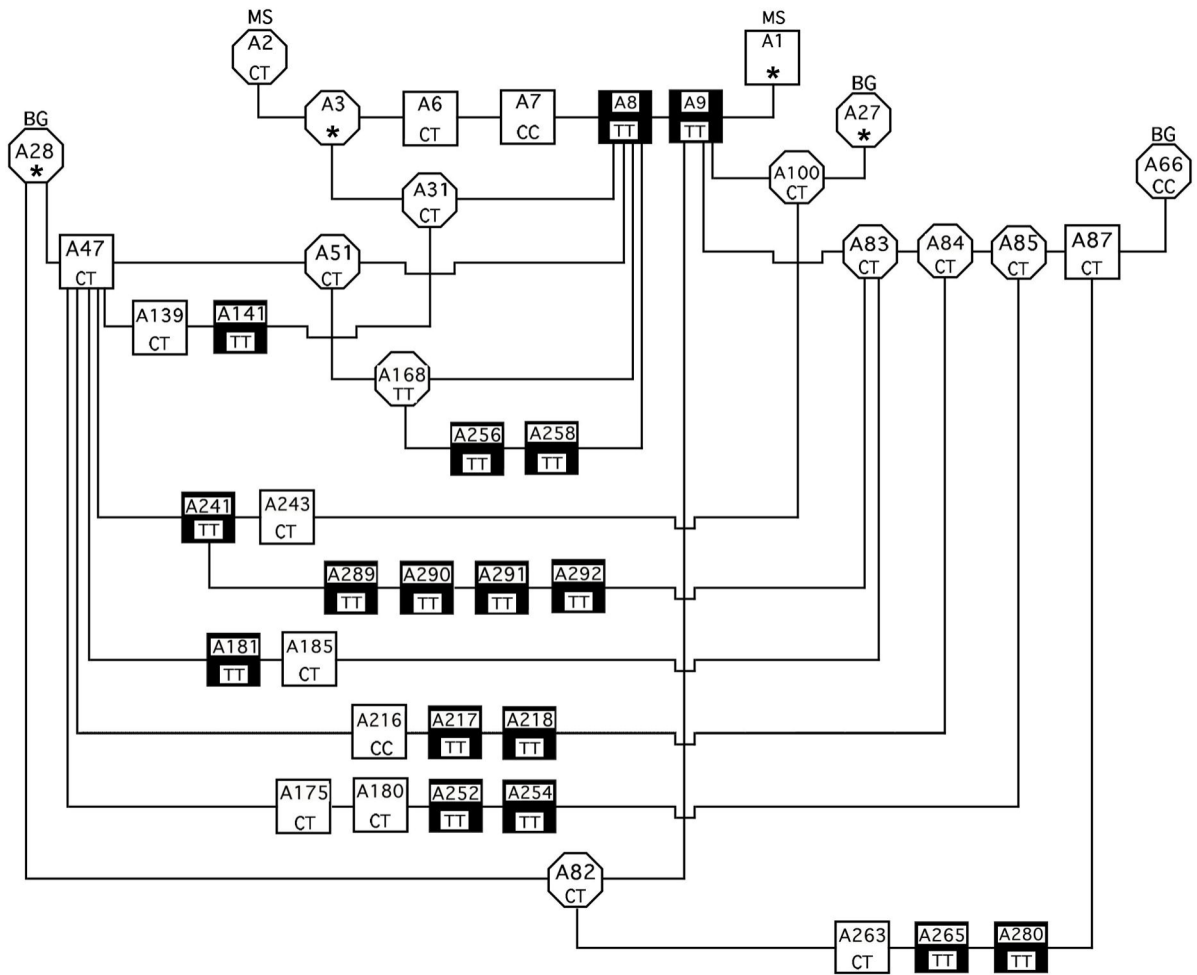 MS
A2
CT
MS
A1
*
BG
A28
*
A3
*
A6
CT
A7
CC
A8
TT
A9
TT
BG
A27
*
BG
A66
CC
A31
CT
A100
CT
A47
CT
A51
CT
A83
CT
A84
CT
A85
CT
A87
CT
A139
CT
A141
TT
A168
TT
A256
TT
A258
TT
A241
TT
A243
CT
A289
TT
A290
TT
A291
TT
A292
TT
A181
TT
A185
CT
A216
CC
A217
TT
A218
TT
A175
CT
A180
CT
A252
TT
A254
TT
A82
CT
A263
CT
A265
TT
A280
TT